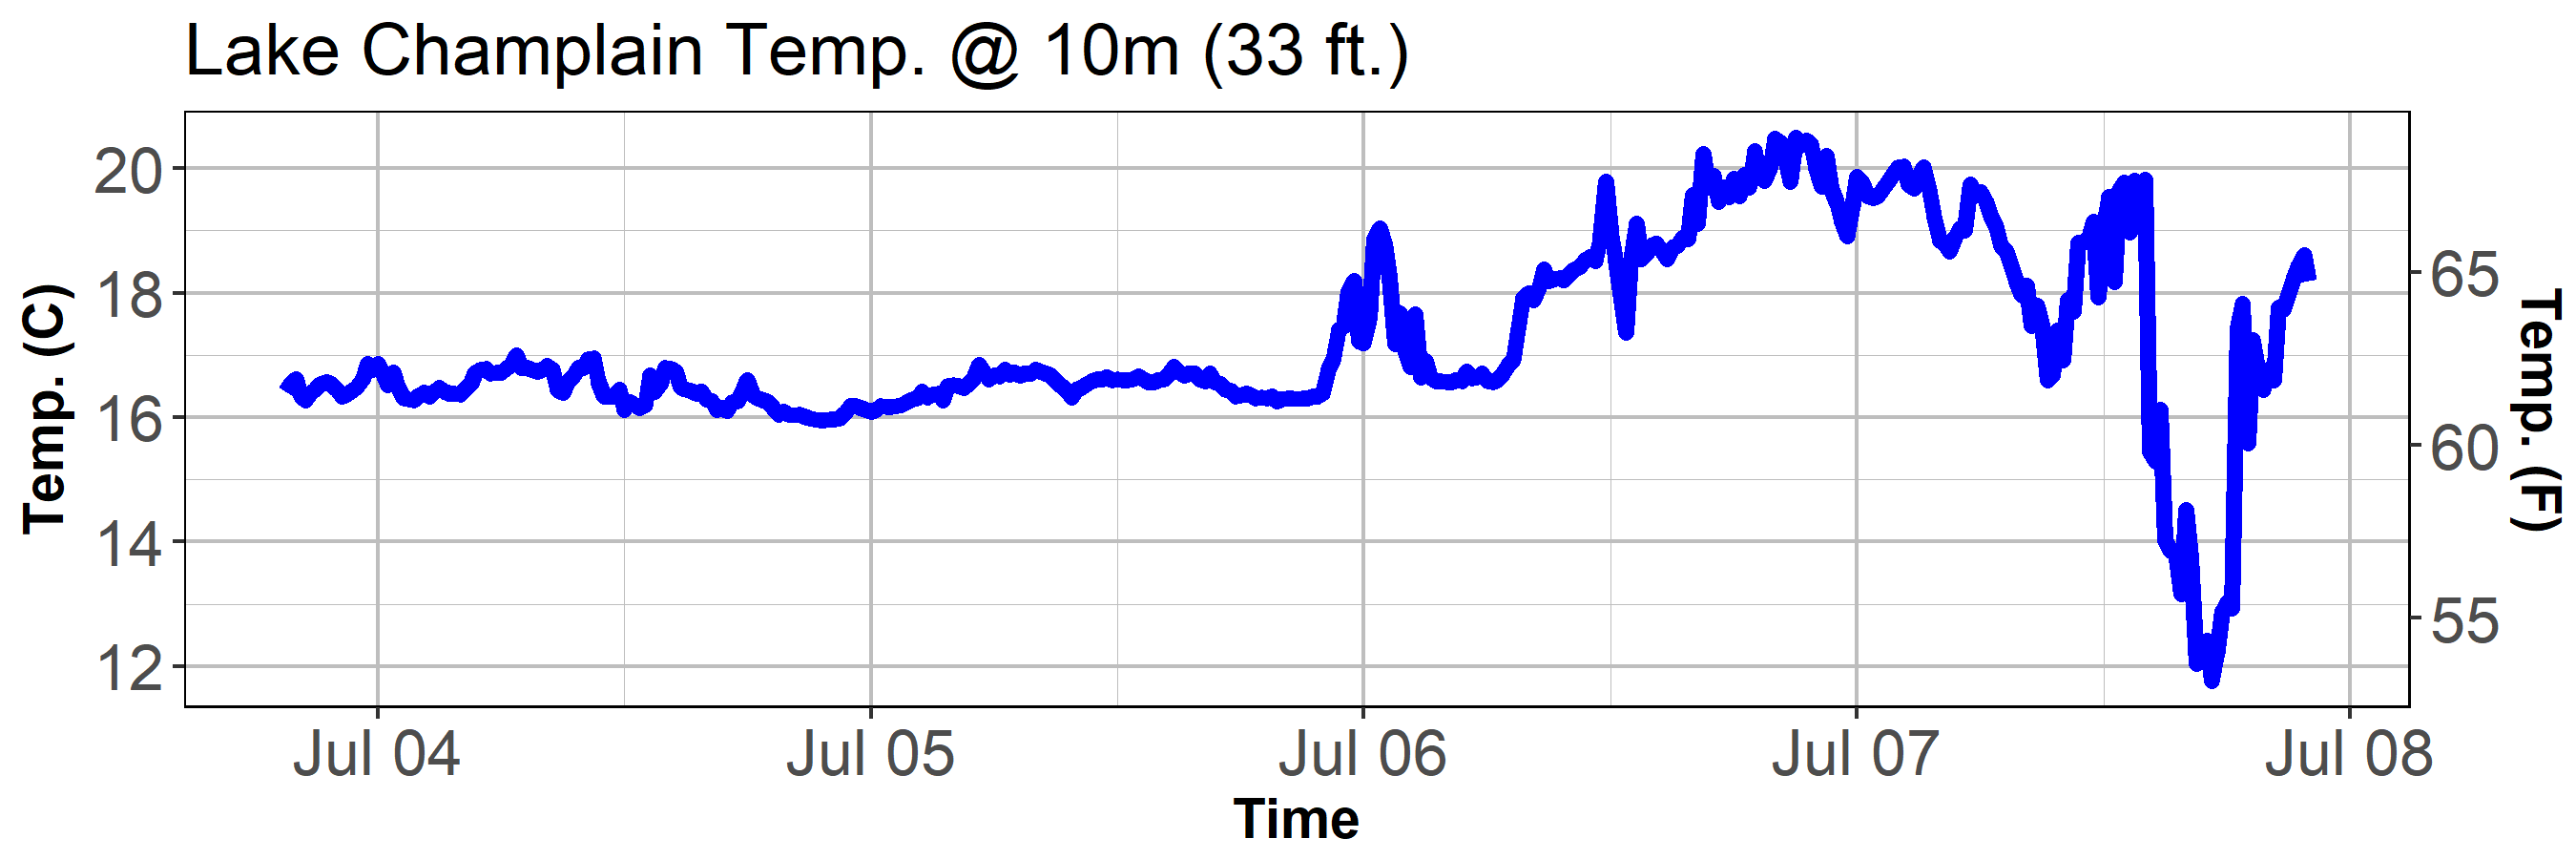 Lake Champlain Temp. @ 10m (33 ft.)
Temp. (C)
20
18
16
14
12
65
60
55
Temp. (F)
Jul 04 Jul 05 Jul 06 Jul 07 Jul 08
Time